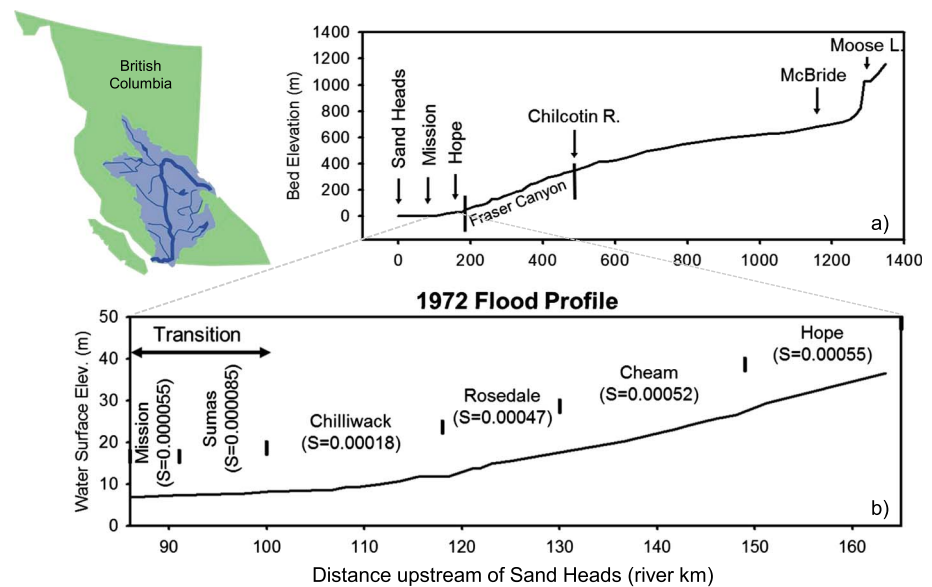 British
Columbia
Bed Elevation (m)
1400
1200
1000
800
600
400
200
0
Sand Heads
Mission
Hope
Chilcotin R.
Fraser Canyon
McBride
Moose L.
a)
0 200 400 600 800 1000 1200 1400
1972 Flood Profile
Water Surface Elev. (m)
50
40
30
20
10
0
Transition
Mission
(S=0.000055)
Sumas
(S=0.000085)
Chilliwack
(S=0.00018)
Rosedale
(S=0.00047)
Cheam
(S=0.00052)
Hope
(S=0.00055)
b)
90 100 110 120 130 140 150 160
Distance upstream of Sand Heads (river km)